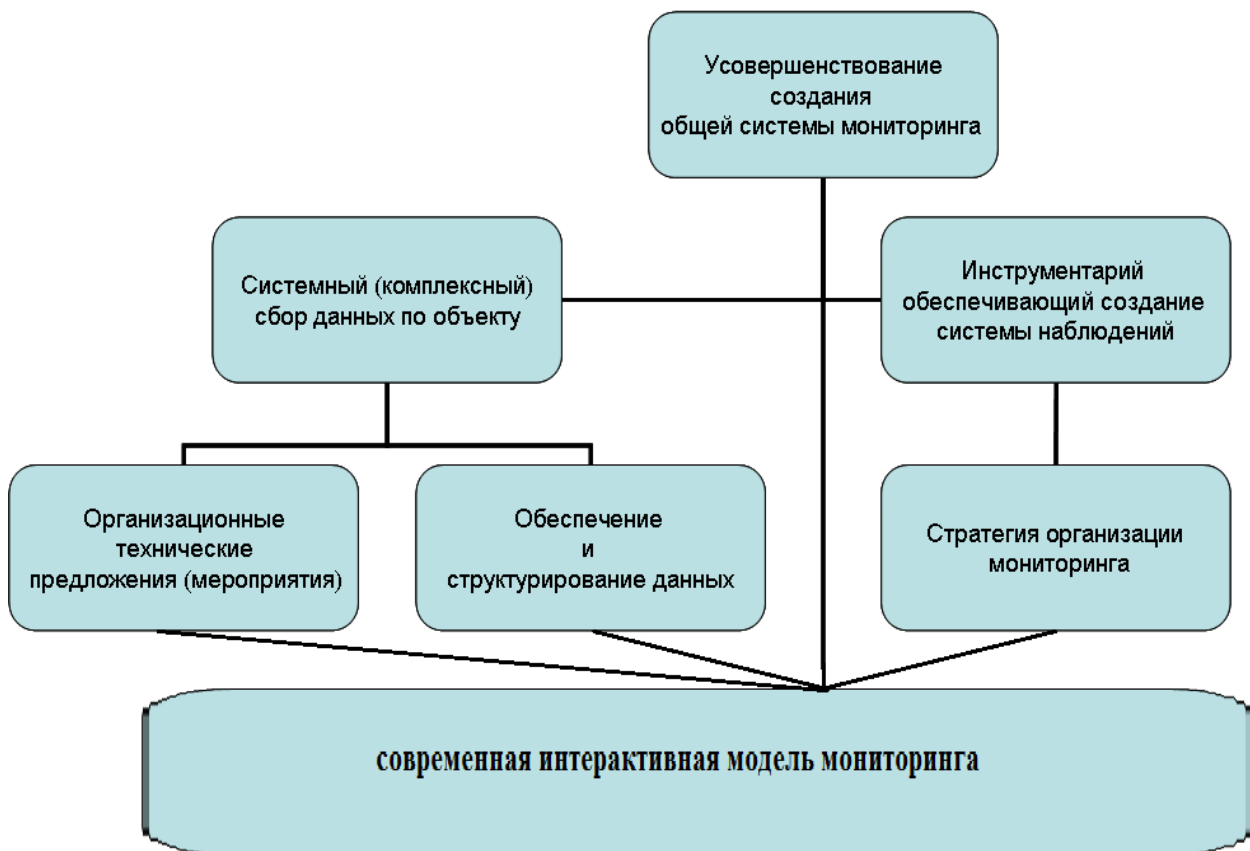 Усовершенствование
создания
общей системы мониторинга
Системный (комплексный)
сбор данных по объекту
Инструментарий
обеспечивающий создание
системы наблюдений
Организационные
технические
предложения (мероприятия)
Обеспечение
и
структурирование данных
Стратегия организации
мониторинга
современная интерактивная модель мониторинга